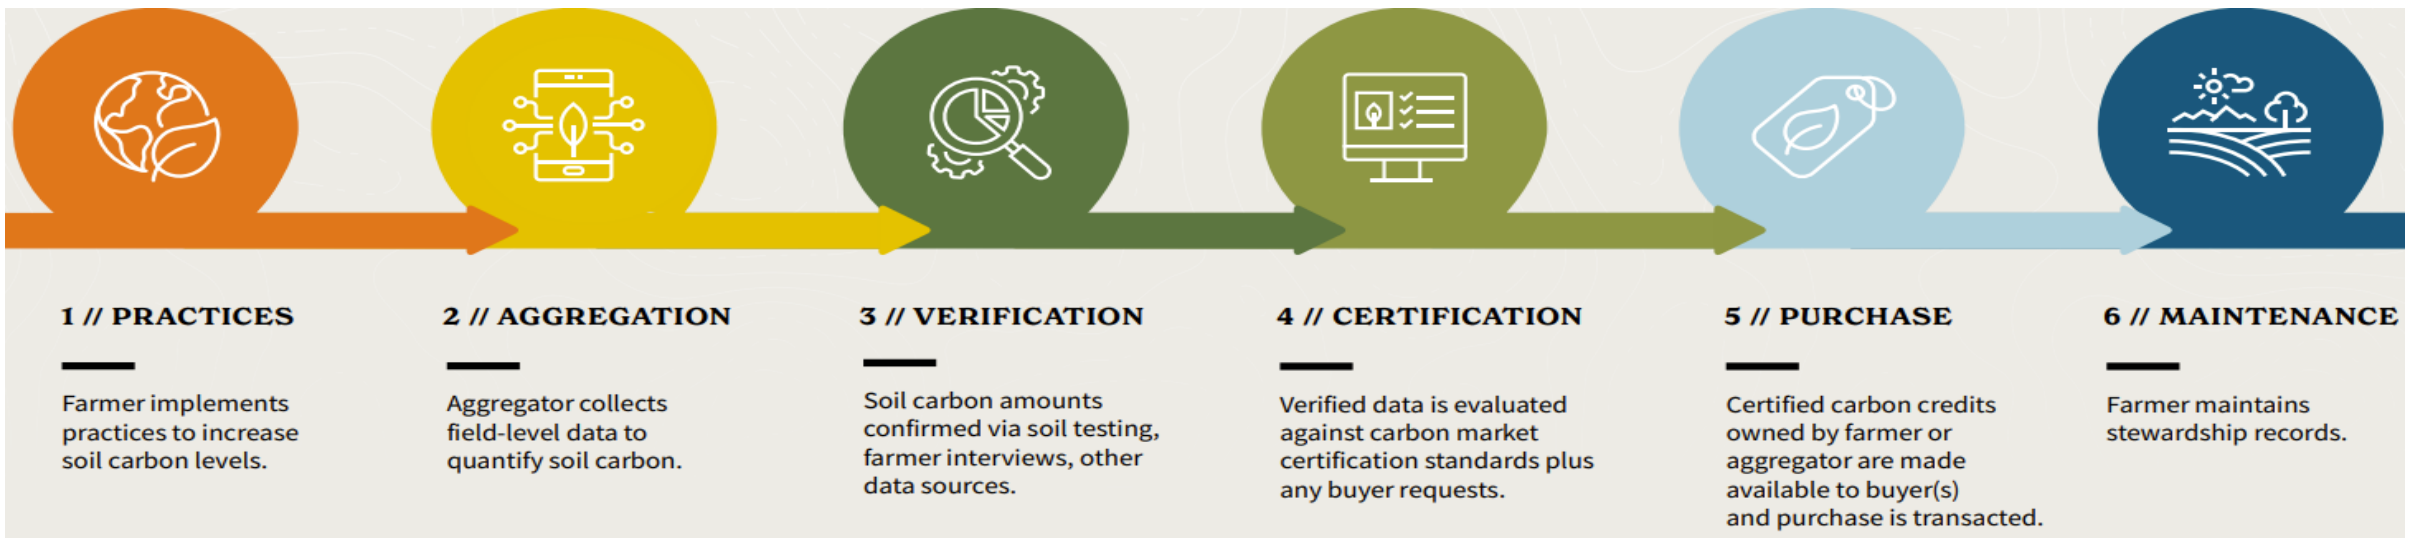 1 // PRACTICES
Farmer implements
practices to increase
soil carbon levels.
2 // AGGREGATION
Aggregator collects
field-level data to
quantify soil carbon.
3 // VERIFICATION
Soil carbon amounts
confirmed via soil testing,
farmer interviews, other
data sources.
4 // CERTIFICATION
Verified data is evaluated
against carbon market
certification standards plus
any buyer requests.
5 // PURCHASE
Certified carbon credits
owned by farmer or
aggregator are made
available to buyer(s)
and purchase is transacted.
6 // MAINTENANCE
Farmer maintains
stewardship records.